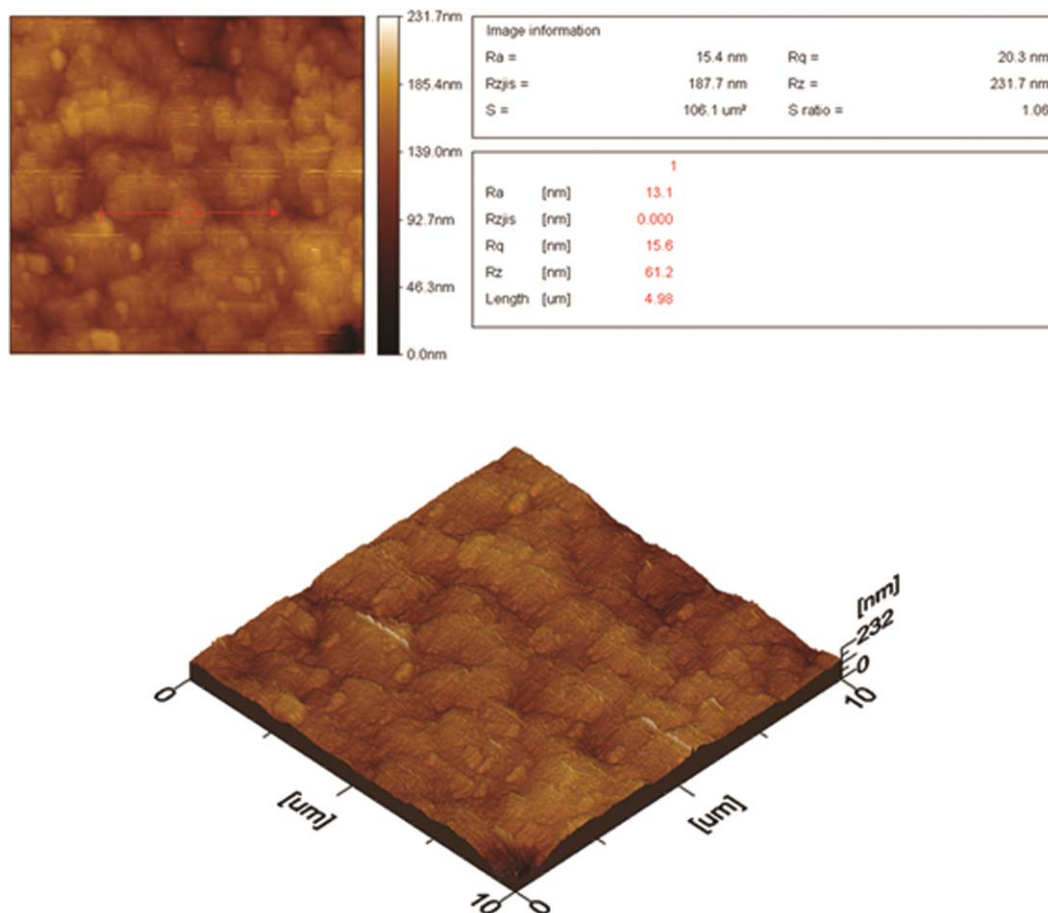 231.7nm
185.4nm
139.0nm
92.7nm
46.3nm
0.0nm
Image information
Ra = 15.4 nm Rq = 20.3 nm
Rzjis = 187.7 nm Rz = 231.7 nm
S = 106.1 um² S ratio = 1.06
1
Ra [nm] 13.1
Rzjis [nm] 0.000
Rq [nm] 15.6
Rz [nm] 61.2
Length [um] 4.98
[nm]
232
0
0
10
[um]
[um]
10
0